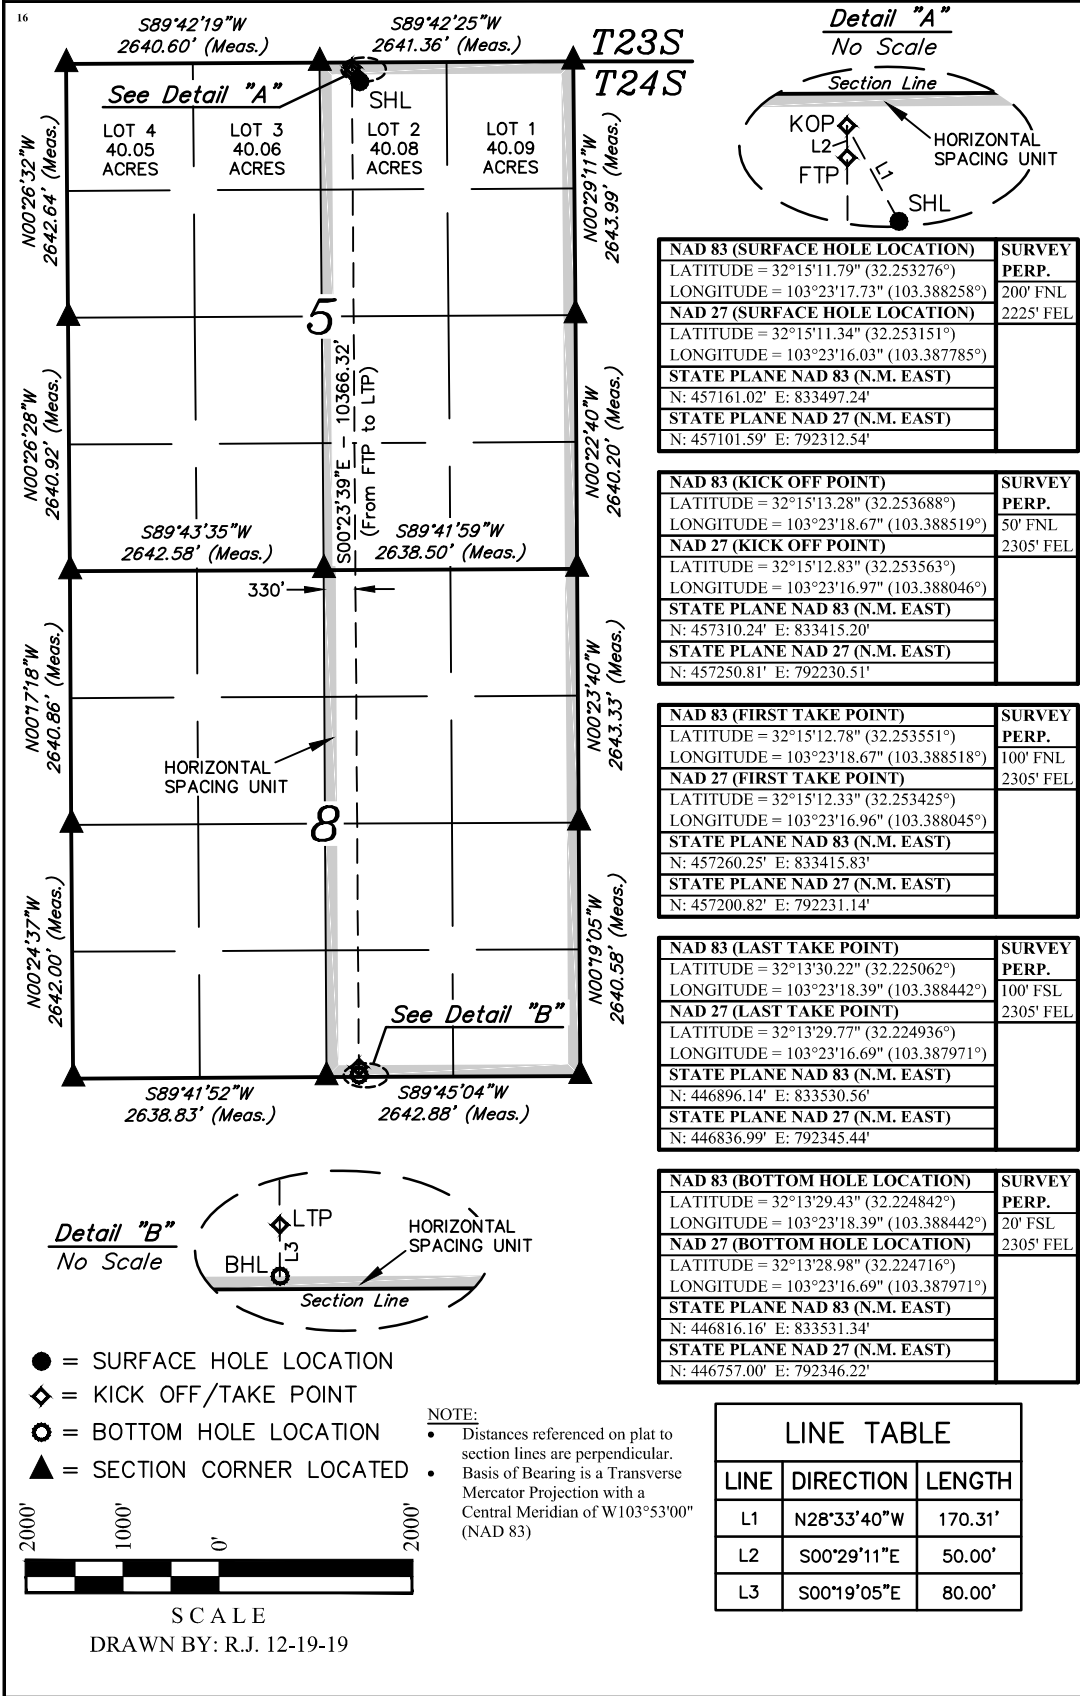 16
S89°42'19"W
2640.60' (Meas.)
S89°42'25"W
2641.36' (Meas.)
T23S
T24S
See Detail "A"
SHL
LOT 4
40.05
ACRES
LOT 3
40.06
ACRES
LOT 2
40.08
ACRES
LOT 1
40.09
ACRES
N00°26'32"W
2642.64' (Meas.)
N00°29'11"W
2643.99' (Meas.)
5
N00°26'28"W
2640.92' (Meas.)
S00°23'39"E - 10366.32'
(From FTP to LTP)
N00°22'40"W
2640.20' (Meas.)
S89°43'35"W
2642.58' (Meas.)
S89°41'59"W
2638.50' (Meas.)
330'
N00°17'18"W
2640.86' (Meas.)
N00°23'40"W
2643.33' (Meas.)
HORIZONTAL
SPACING UNIT
8
N00°24'37"W
2642.00' (Meas.)
N00°19'05"W
2640.58' (Meas.)
See Detail "B"
S89°41'52"W
2638.83' (Meas.)
S89°45'04"W
2642.88' (Meas.)
Detail "A"
No Scale
Section Line
KOP
L2
FTP
L1
HORIZONTAL
SPACING UNIT
SHL
NAD 83 (SURFACE HOLE LOCATION)
LATITUDE = 32°15'11.79" (32.253276°)
LONGITUDE = 103°23'17.73" (103.388258°)
NAD 27 (SURFACE HOLE LOCATION)
LATITUDE = 32°15'11.34" (32.253151°)
LONGITUDE = 103°23'16.03" (103.387785°)
STATE PLANE NAD 83 (N.M. EAST)
N: 457161.02' E: 833497.24'
STATE PLANE NAD 27 (N.M. EAST)
N: 457101.59' E: 792312.54'
SURVEY
PERP.
200' FNL
2225' FEL
NAD 83 (KICK OFF POINT)
LATITUDE = 32°15'13.28" (32.253688°)
LONGITUDE = 103°23'18.67" (103.388519°)
NAD 27 (KICK OFF POINT)
LATITUDE = 32°15'12.83" (32.253563°)
LONGITUDE = 103°23'16.97" (103.388046°)
STATE PLANE NAD 83 (N.M. EAST)
N: 457310.24' E: 833415.20'
STATE PLANE NAD 27 (N.M. EAST)
N: 457250.81' E: 792230.51'
SURVEY
PERP.
50' FNL
2305' FEL
NAD 83 (FIRST TAKE POINT)
LATITUDE = 32°15'12.78" (32.253551°)
LONGITUDE = 103°23'18.67" (103.388518°)
NAD 27 (FIRST TAKE POINT)
LATITUDE = 32°15'12.33" (32.253425°)
LONGITUDE = 103°23'16.96" (103.388045°)
STATE PLANE NAD 83 (N.M. EAST)
N: 457260.25' E: 833415.83'
STATE PLANE NAD 27 (N.M. EAST)
N: 457200.82' E: 792231.14'
SURVEY
PERP.
100' FNL
2305' FEL
NAD 83 (LAST TAKE POINT)
LATITUDE = 32°13'30.22" (32.225062°)
LONGITUDE = 103°23'18.39" (103.388442°)
NAD 27 (LAST TAKE POINT)
LATITUDE = 32°13'29.77" (32.224936°)
LONGITUDE = 103°23'16.69" (103.387971°)
STATE PLANE NAD 83 (N.M. EAST)
N: 446896.14' E: 833530.56'
STATE PLANE NAD 27 (N.M. EAST)
N: 446836.99' E: 792345.44'
SURVEY
PERP.
100' FSL
2305' FEL
NAD 83 (BOTTOM HOLE LOCATION)
LATITUDE = 32°13'29.43" (32.224842°)
LONGITUDE = 103°23'18.39" (103.388442°)
NAD 27 (BOTTOM HOLE LOCATION)
LATITUDE = 32°13'28.98" (32.224716°)
LONGITUDE = 103°23'16.69" (103.387971°)
STATE PLANE NAD 83 (N.M. EAST)
N: 446816.16' E: 833531.34'
STATE PLANE NAD 27 (N.M. EAST)
N: 446757.00' E: 792346.22'
SURVEY
PERP.
20' FSL
2305' FEL
Detail "B"
No Scale
LTP
L3
BHL
HORIZONTAL
SPACING UNIT
Section Line
= SURFACE HOLE LOCATION
= KICK OFF/TAKE POINT
= BOTTOM HOLE LOCATION
= SECTION CORNER LOCATED
NOTE:
• Distances referenced on plat to
section lines are perpendicular.
• Basis of Bearing is a Transverse
Mercator Projection with a
Central Meridian of W103°53'00"
(NAD 83)
2000' 1000' 0' 2000'
SCALE
DRAWN BY: R.J. 12-19-19
LINE TABLE
LINE DIRECTION LENGTH
L1 N28°33'40"W 170.31'
L2 S00°29'11"E 50.00'
L3 S00°19'05"E 80.00'